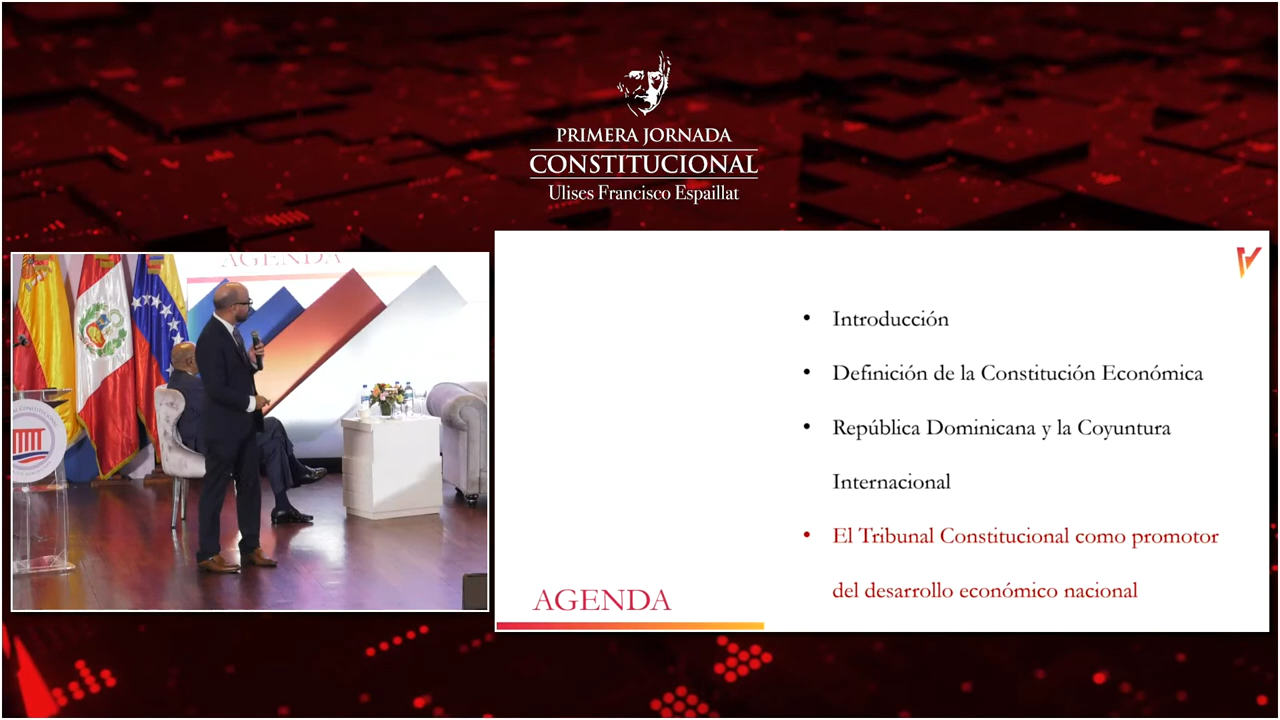 PRIMERA JORNADA
CONSTITUCIONAL
Ulises Francisco Espaillat
AGENDA
• Introducción
• Definición de la Constitución Económica
• República Dominicana y la Coyuntura
Internacional
• El Tribunal Constitucional como promotor
del desarrollo económico nacional
AGENDA